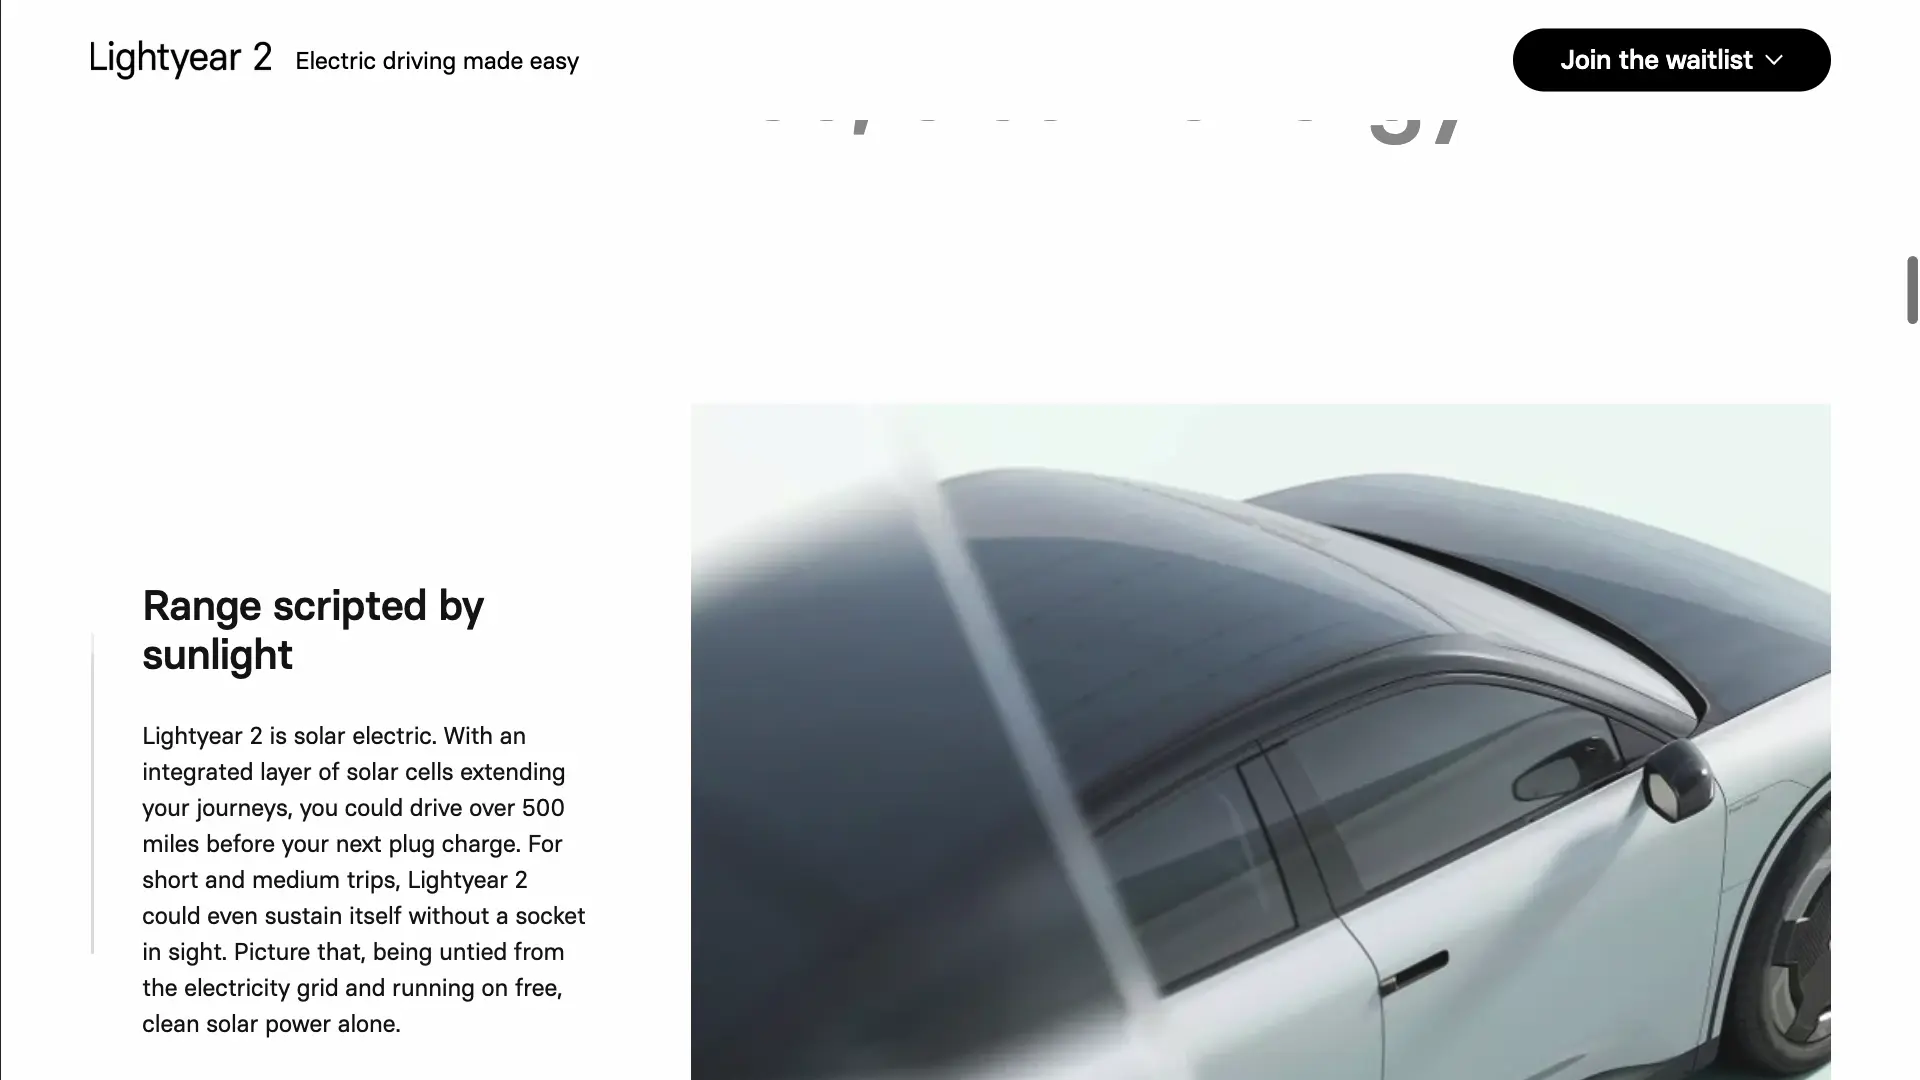 Lightyear 2 Electric driving made easy
Join the waitlist
Range scripted by
sunlight
Lightyear 2 is solar electric. With an
integrated layer of solar cells extending
your journeys, you could drive over 500
miles before your next plug charge. For
short and medium trips, Lightyear 2
could even sustain itself without a socket
in sight. Picture that, being untied from
the electricity grid and running on free,
clean solar power alone.